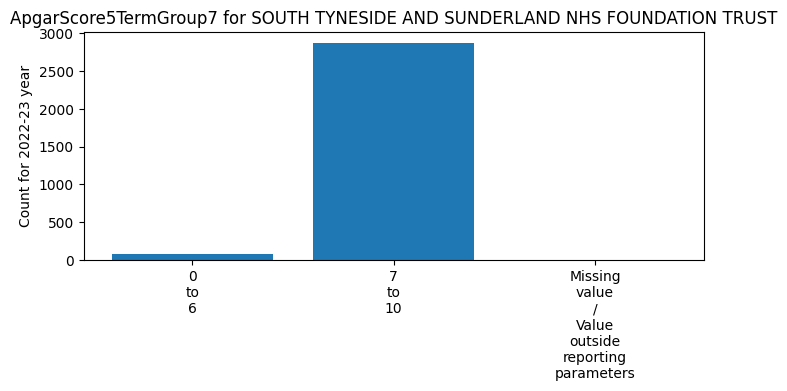 ApgarScore5TermGroup7 for SOUTH TYNESIDE AND SUNDERLAND NHS FOUNDATION TRUST
Count for 2022-23 year
3000
2500
2000
1500
1000
500
0
0
to
6
7
to
10
Missing
value
/
Value
outside
reporting
parameters